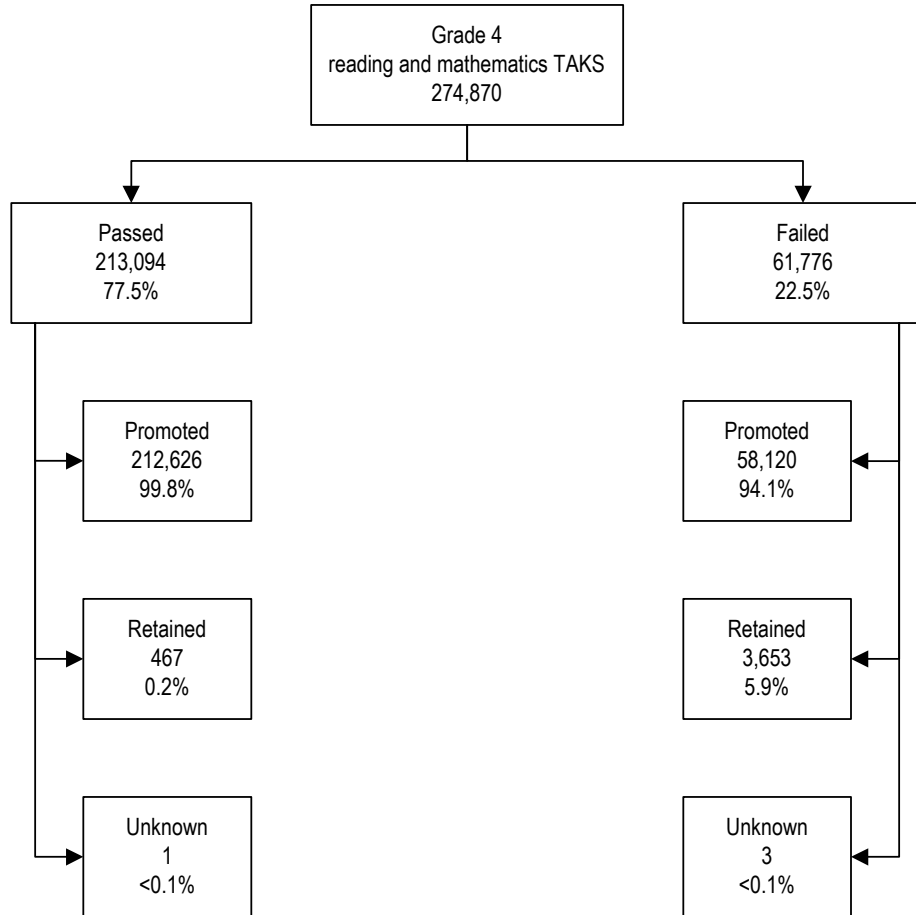 Grade 4
reading and mathematics TAKS
274,870
Passed
213,094
77.5%
Failed
61,776
22.5%
Promoted
212,626
99.8%
Promoted
58,120
94.1%
Retained
467
0.2%
Retained
3,653
5.9%
Unknown
1
<0.1%
Unknown
3
<0.1%